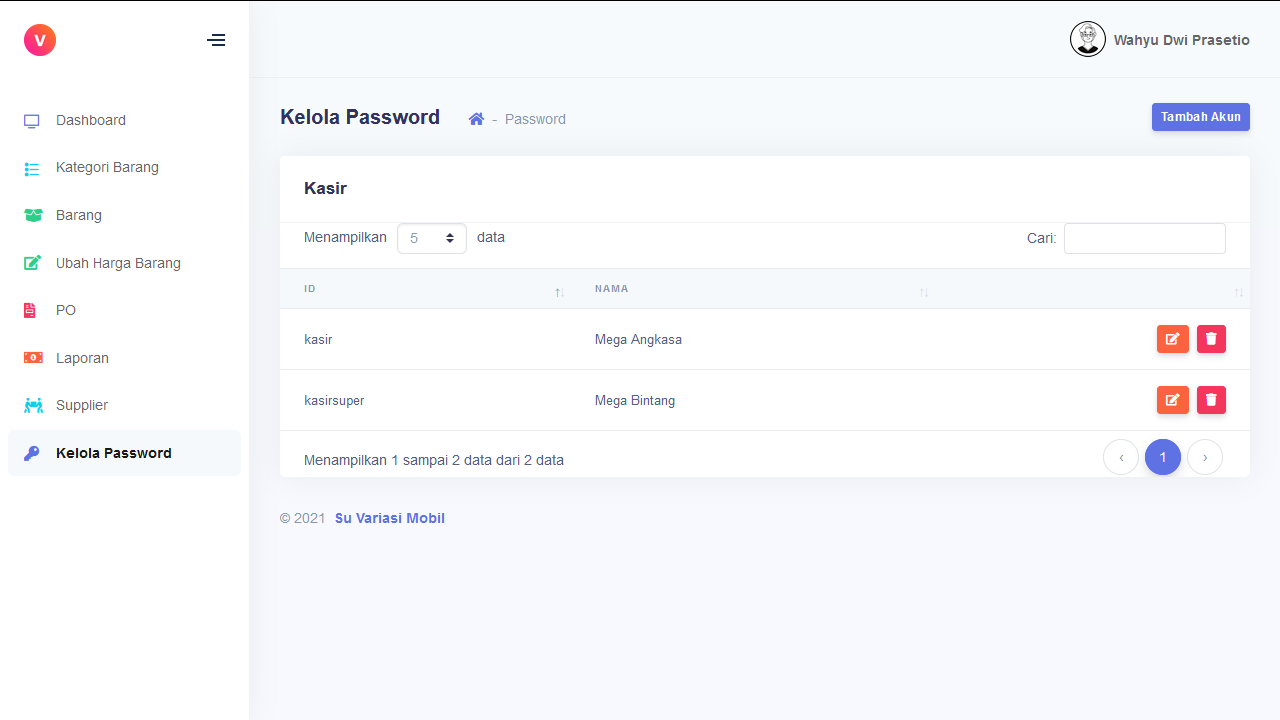 V
Wahyu Dwi Prasetio
Dashboard
Kategori Barang
Barang
Ubah Harga Barang
PO
Laporan
Supplier
Kelola Password
Kelola Password - Password
Tambah Akun
Kasir
Menampilkan 5 data
Cari:
ID NAMA
kasir Mega Angkasa
kasirsuper Mega Bintang
Menampilkan 1 sampai 2 data dari 2 data
‹ 1 ›
© 2021 Su Variasi Mobil